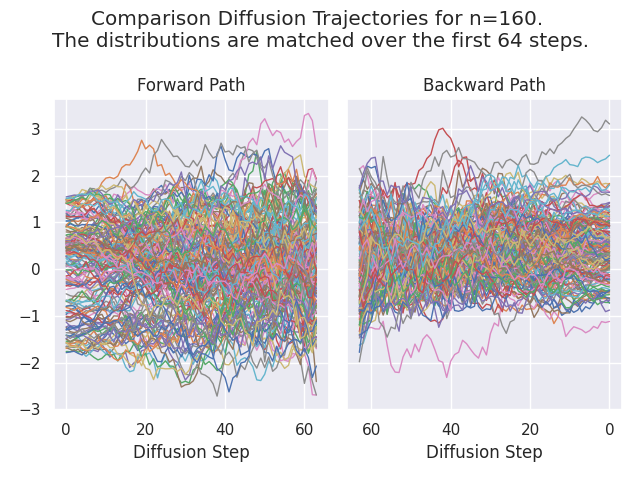 Comparison Diffusion Trajectories for n=160.
The distributions are matched over the first 64 steps.
Forward Path
Backward Path
3
2
1
0
−1
−2
−3
0 20 40 60
60 40 20 0
Diffusion Step
Diffusion Step